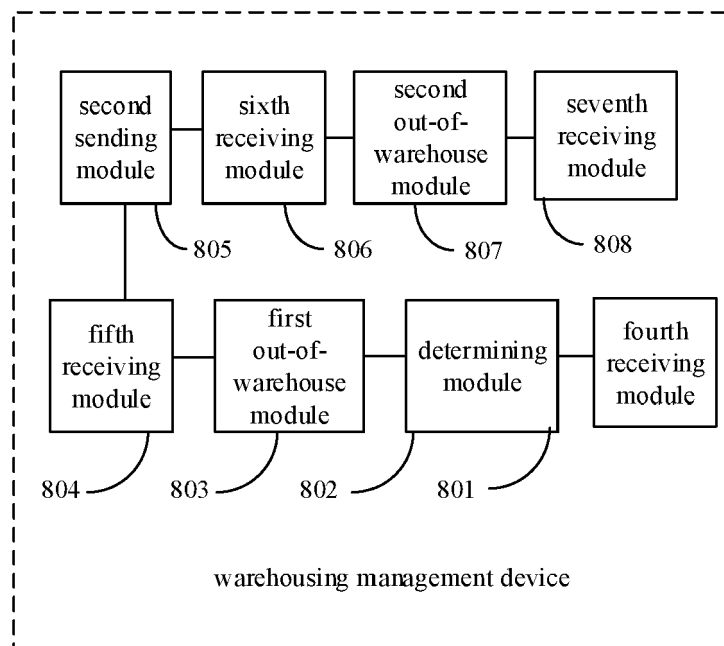 second
sending
module
sixth
receiving
module
second
out-of-
warehouse
module
seventh
receiving
module
805
806
807
808
fifth
receiving
module
first
out-of-
warehouse
module
determining
module
fourth
receiving
module
804
803
802
801
warehousing management device